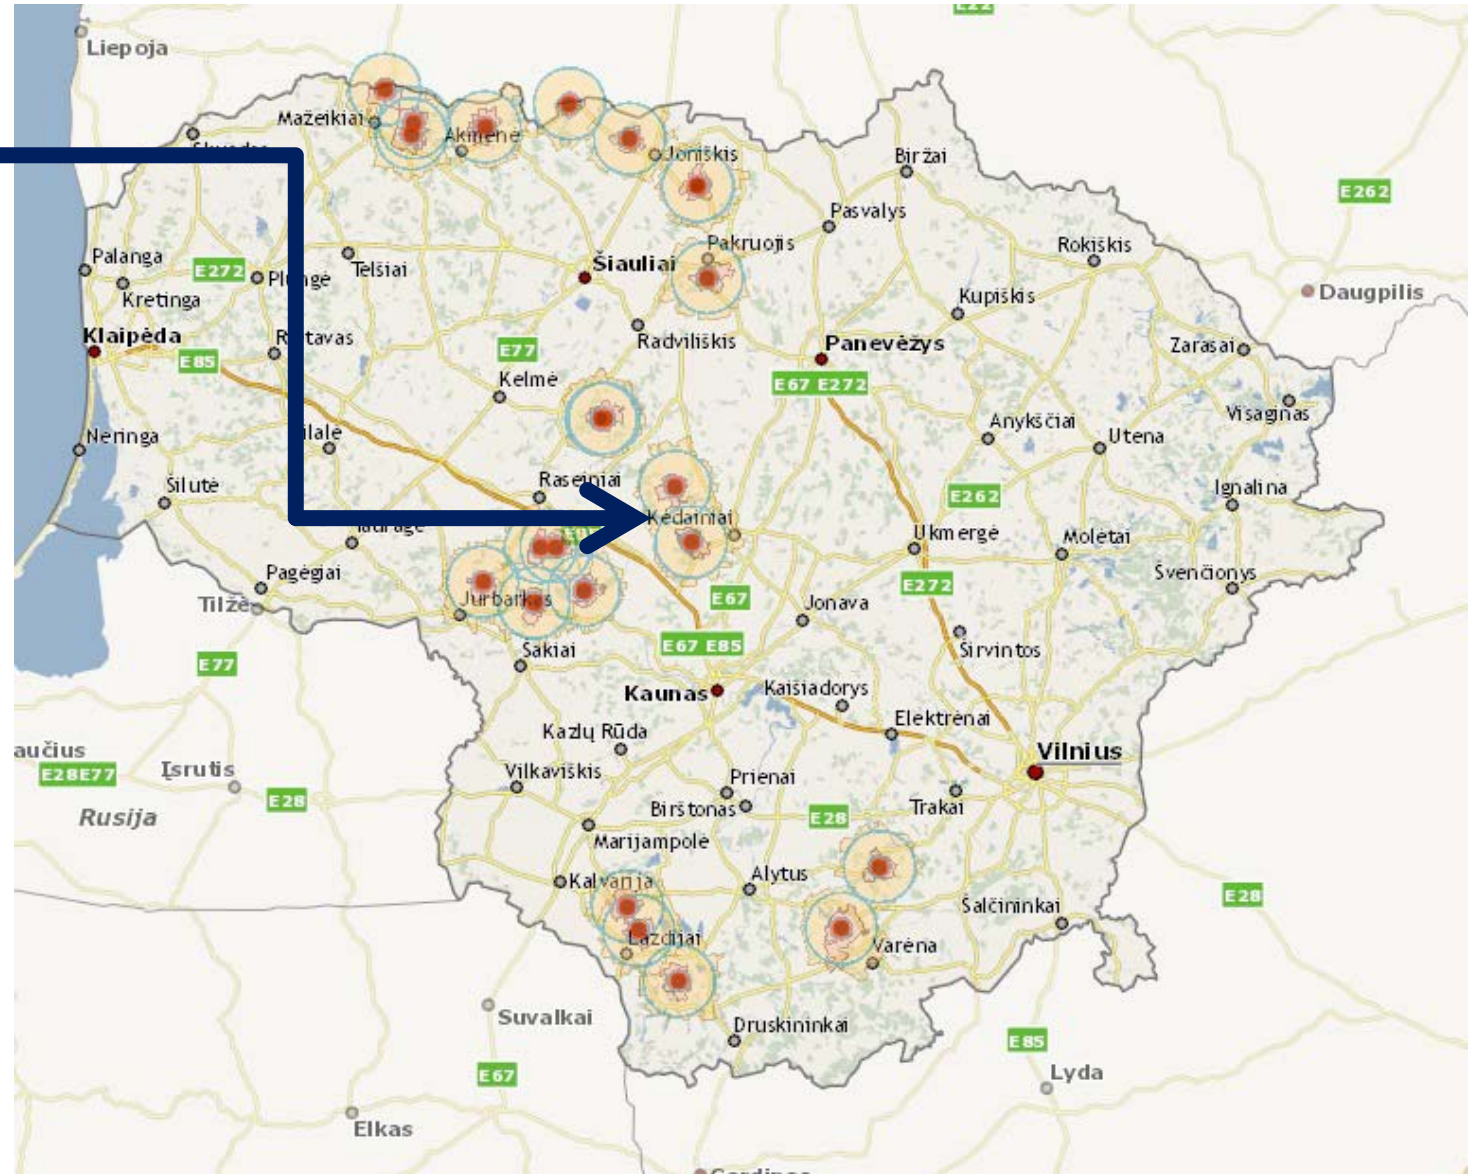 E22
Liepoja
Mažeikiai
Akmenė
Joniškis
Biržai
E262
Pasvalys
Palanga
E272
Plungė
Telšiai
Šiauliai
Pakruojis
Rokiškis
Kretinga
Kupiškis
Daugpilis
Klaipėda
E85
Rietavas
E77
Radviliškis
Panevėžys
Zarasai
Kelmė
E67 E272
Visaginas
Neringa
Anykščiai
Utena
Šilutė
Raseiniai
E262
Ignalina
Kėdainiai
Ukmergė
Molėtai
Pagėgiai
E272
Švenčionys
Tilžė
Jurbarkas
E67
Jonava
E77
Šakiai
E67 E85
Širvintos
Kaunas
Kaišiadorys
Elektrėnai
Kazlų Rūda
Vilnius
aučius
E28E77
Įsrutis
Vilkaviškis
Prienai
E28
Birštonas
E28
Trakai
Rusija
Marijampolė
Kalvarija
Alytus
E28
Šalčininkai
Lazdijai
Varėna
Suvalkai
Druskininkai
E85
E67
Lyda
Ełkas